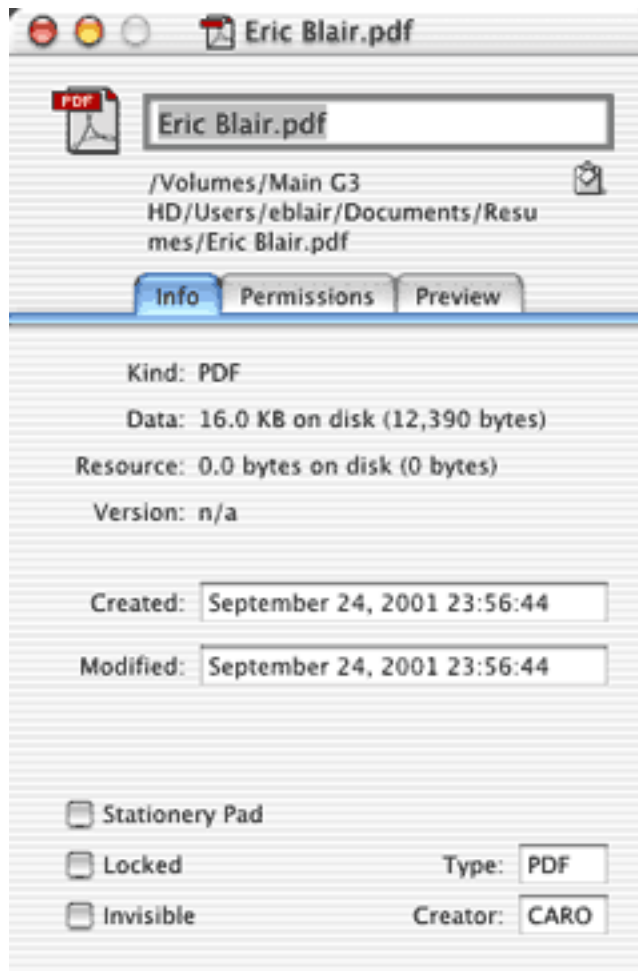 Eric Blair.pdf
PDF
Eric Blair.pdf
/Volumes/Main G3
HD/Users/eblair/Documents/Resu
mes/Eric Blair.pdf
Info Permissions Preview
Kind: PDF
Data: 16.0 KB on disk (12,390 bytes)
Resource: 0.0 bytes on disk (0 bytes)
Version: n/a
Created: September 24, 2001 23:56:44
Modified: September 24, 2001 23:56:44
Stationery Pad
Locked Type: PDF
Invisible Creator: CARO